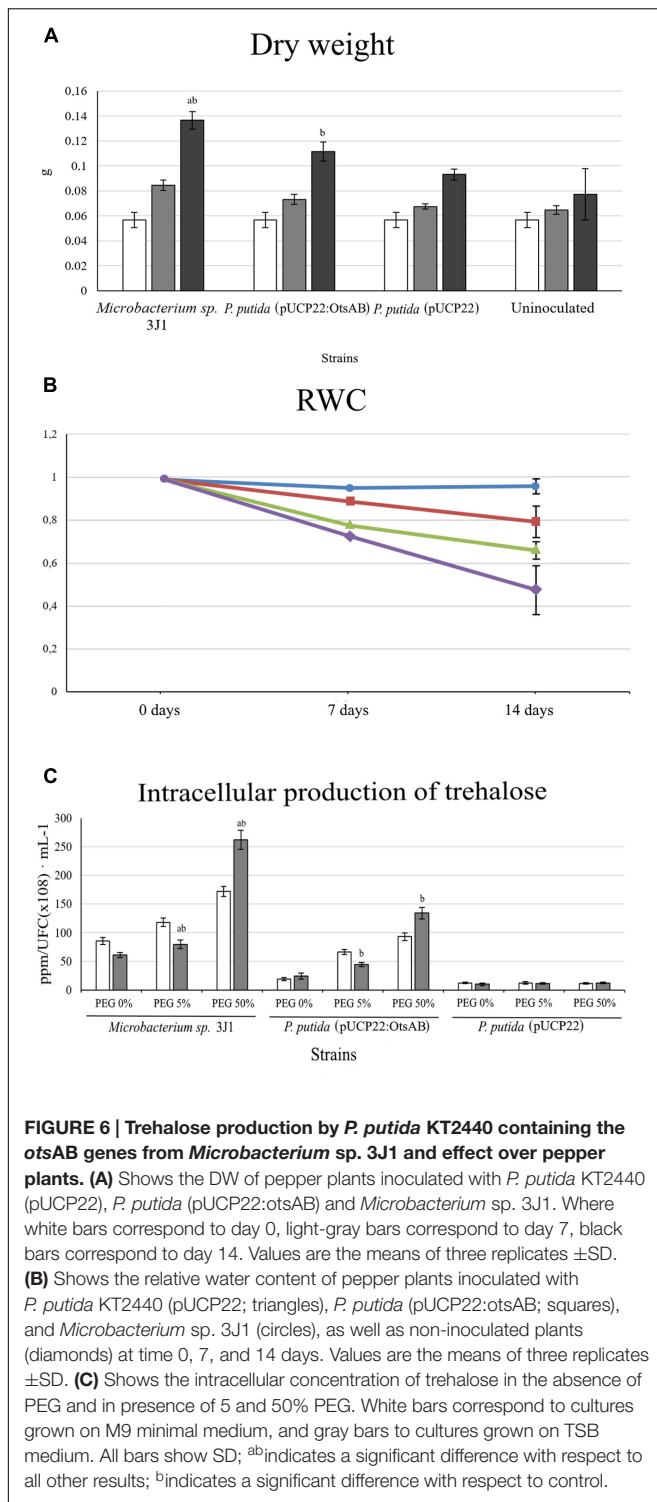 A
Dry weight
0.16
0.14
0.12
0.1
0.08
0.06
0.04
0.02
0
g
ab
b
Microbacterium sp. 3J1
P. putida (pUCP22:OtsAB)
P. putida (pUCP22)
Uninoculated
Strains
B
RWC
1,2
1
0,8
0,6
0,4
0,2
0
0 days
7 days
14 days
C
Intracellular production of trehalose
300
250
200
150
100
50
0
ppm/UFC(x108) · mL-1
ab
ab
b
b
PEG 0% PEG 5% PEG 50% PEG 0% PEG 5% PEG 50% PEG 0% PEG 5% PEG 50%
Microbacterium sp. 3J1
P. putida (pUCP22:OtsAB)
P. putida (pUCP22)
Strains
FIGURE 6 | Trehalose production by P. putida KT2440 containing the
otsAB genes from Microbacterium sp. 3J1 and effect over pepper
plants. (A) Shows the DW of pepper plants inoculated with P. putida KT2440
(pUCP22), P. putida (pUCP22:otsAB) and Microbacterium sp. 3J1. Where
white bars correspond to day 0, light-gray bars correspond to day 7, black
bars correspond to day 14. Values are the means of three replicates ±SD.
(B) Shows the relative water content of pepper plants inoculated with
P. putida KT2440 (pUCP22; triangles), P. putida (pUCP22:otsAB; squares),
and Microbacterium sp. 3J1 (circles), as well as non-inoculated plants
(diamonds) at time 0, 7, and 14 days. Values are the means of three replicates
±SD. (C) Shows the intracellular concentration of trehalose in the absence of
PEG and in presence of 5 and 50% PEG. White bars correspond to cultures
grown on M9 minimal medium, and gray bars to cultures grown on TSB
medium. All bars show SD; ab indicates a significant difference with respect to
all other results; b indicates a significant difference with respect to control.